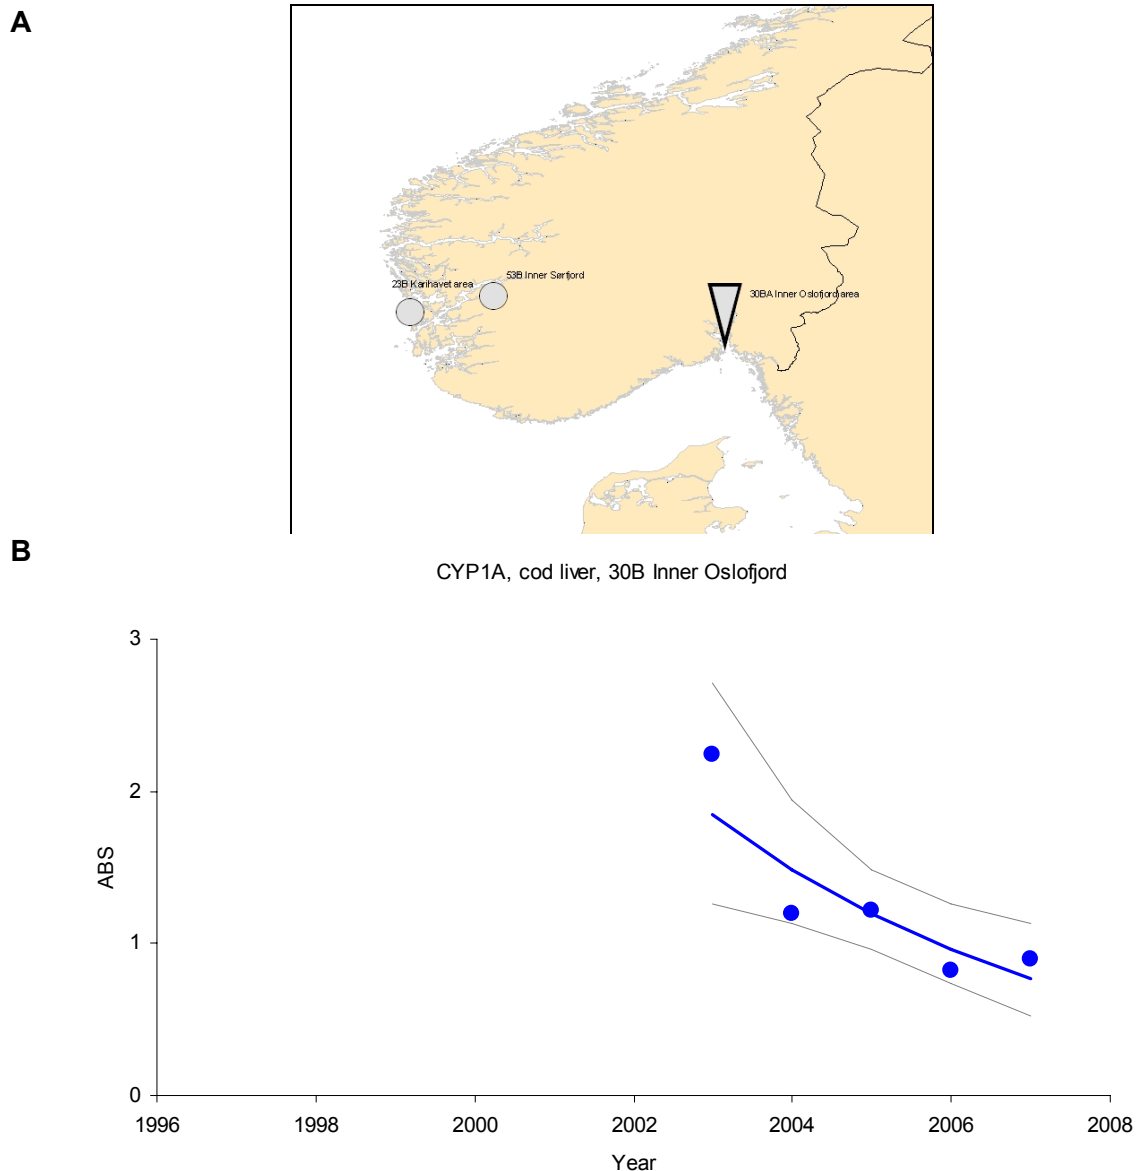 A
53B Inner Sørfjord
23B Karihavet area
30BA Inner Oslofjord area
B
CYP1A, cod liver, 30B Inner Oslofjord
3
2
1
0
ABS
1996 1998 2000 2002 2004 2006 2008
Year